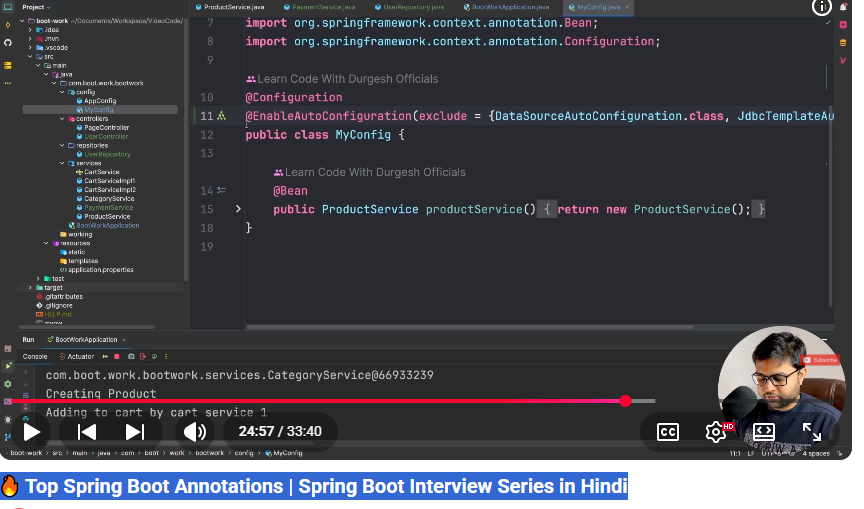 Project
ProductService.java
PaymentService.java
UserRepository.java
BootWorkApplication.java
MyConfig.java
boot-work ~/Documents/Workspace/VideoCode/
.idea
.mvn
.vscode
src
main
java
com.boot.work.bootwork
config
AppConfig
MyConfig
controllers
PageController
UserController
repsitories
UserRepository
services
CartService
CartServiceImpl1
CartServiceImpl2
CategoryService
PaymentService
ProductService
BootWorkApplication
working
resources
static
templates
application.properties
test
target
.gitattributes
.gitignore
HELP.md
7 import org.springframework.context.annotation.Bean;
8 import org.springframework.context.annotation.Configuration;
9
Learn Code With Durgesh Officials
10 @Configuration
11 @EnableAutoConfiguration(exclude = {DataSourceAutoConfiguration.class, JdbcTemplateAu
12 public class MyConfig {
13
Learn Code With Durgesh Officials
14 @Bean
15 public ProductService productService() { return new ProductService(); }
18 }
19
Run BootWorkApplication
Console Actuator
com.boot.work.bootwork.services.CategoryService@66933239
Creating Product
Adding to cart by cart service 1
Subscribe
24:57 / 33:40
CC
HD
boot-work > src > main > java > com > boot > work > bootwork > config > MyConfig
11:1 LF UTF-8 4 spaces
🔥 Top Spring Boot Annotations | Spring Boot Interview Series in Hindi